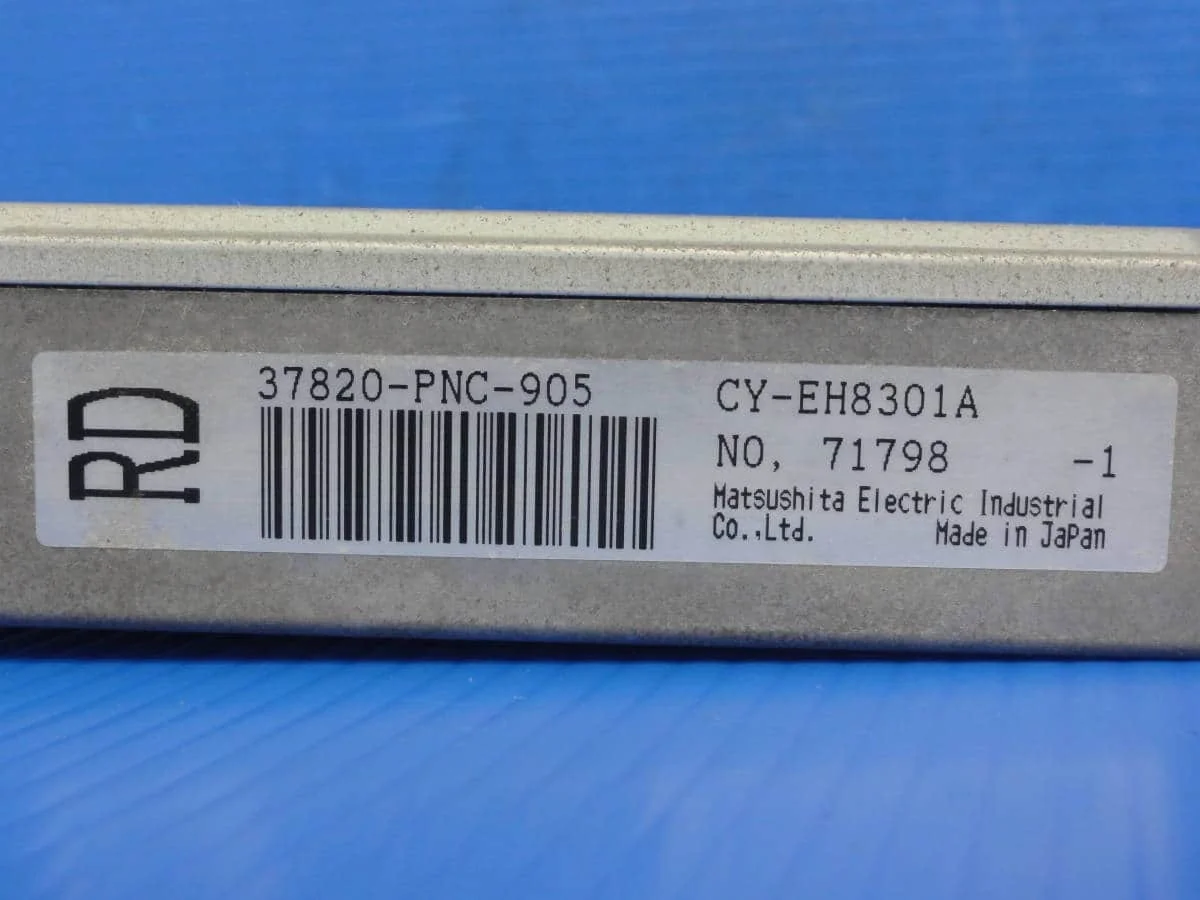 RD
37820-PNC-905
CY-EH8301A
NO, 71798 -1
Matsushita Electric Industrial
Co.,Ltd. Made in JaPan